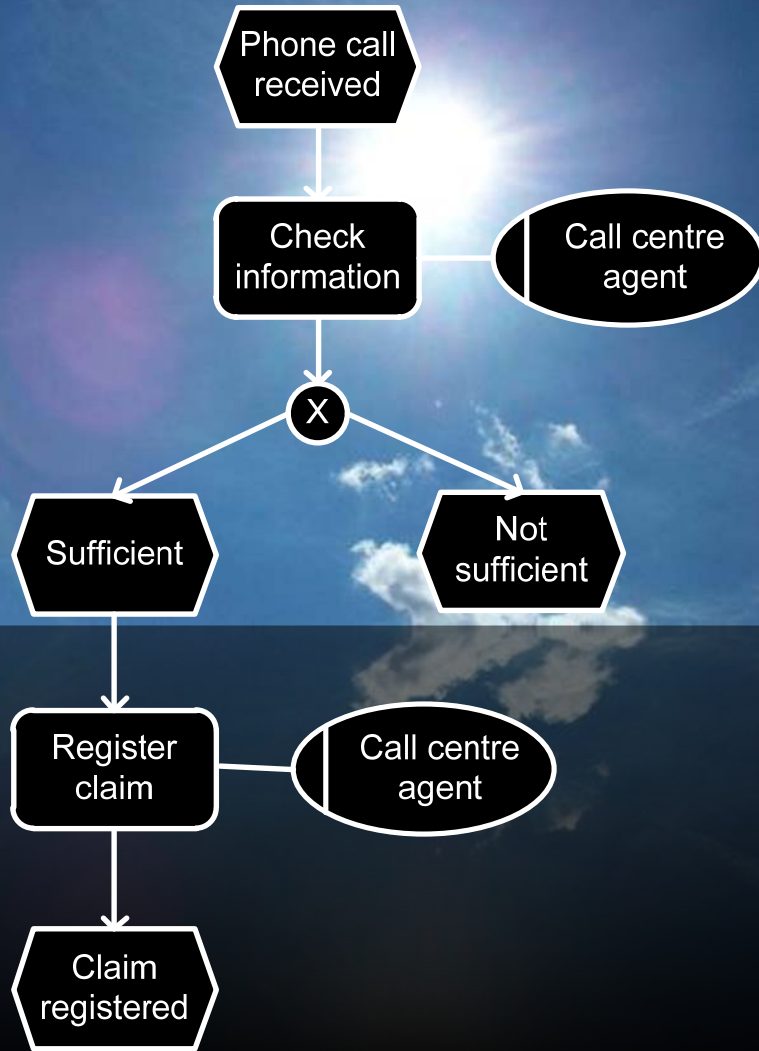 Phone call
received
Check
information
Call centre
agent
X
Sufficient
Not
sufficient
Register
claim
Call centre
agent
Claim
registered